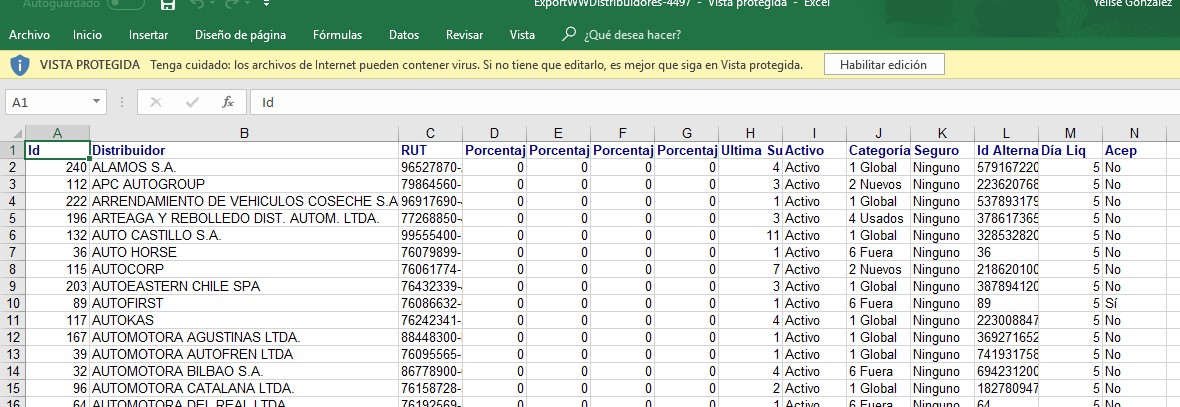 Autoguardado ExportWWDistribuidores-4497 - Vista protegida - Excel Yelise González
Archivo Inicio Insertar Diseño de página Fórmulas Datos Revisar Vista ¿Qué desea hacer?
VISTA PROTEGIDA Tenga cuidado: los archivos de Internet pueden contener virus. Si no tiene que editarlo, es mejor que siga en Vista protegida. Habilitar edición
A1 fx Id
A B C D E F G H I J K L M N
1 Id Distribuidor RUT Porcentaj Porcentaj Porcentaj Porcentaj Ultima Su Activo Categoría Seguro Id Alterna Día Liq Acep
2 240 ALAMOS S.A. 96527870- 0 0 0 0 4 Activo 1 Global Ninguno 579167220 5 No
3 112 APC AUTOGROUP 79864560- 0 0 0 0 3 Activo 2 Nuevos Ninguno 223620768 5 No
4 222 ARRENDAMIENTO DE VEHICULOS COSECHE S.A 96917690- 0 0 0 0 1 Activo 1 Global Ninguno 537893179 5 No
5 196 ARTEAGA Y REBOLLEDO DIST. AUTOM. LTDA. 77268850- 0 0 0 0 3 Activo 4 Usados Ninguno 378617365 5 No
6 132 AUTO CASTILLO S.A. 99555400- 0 0 0 0 11 Activo 1 Global Ninguno 328532820 5 No
7 36 AUTO HORSE 76079899- 0 0 0 0 1 Activo 6 Fuera Ninguno 36 5 No
8 115 AUTOCORP 76061774- 0 0 0 0 7 Activo 2 Nuevos Ninguno 218620100 5 No
9 203 AUTOEASTERN CHILE SPA 76432339- 0 0 0 0 3 Activo 1 Global Ninguno 387894120 5 No
10 89 AUTOFIRST 76086632- 0 0 0 0 1 Activo 6 Fuera Ninguno 89 5 Sí
11 117 AUTOKAS 76242341- 0 0 0 0 4 Activo 1 Global Ninguno 223008847 5 No
12 167 AUTOMOTORA AGUSTINAS LTDA. 88448300- 0 0 0 0 1 Activo 1 Global Ninguno 369271652 5 No
13 39 AUTOMOTORA AUTOFREN LTDA 76095565- 0 0 0 0 1 Activo 1 Global Ninguno 741931758 5 No
14 32 AUTOMOTORA BILBAO S.A. 86778900- 0 0 0 0 4 Activo 6 Fuera Ninguno 694231200 5 No
15 96 AUTOMOTORA CATALANA LTDA. 76158728- 0 0 0 0 2 Activo 1 Global Ninguno 182780947 5 No
16 64 AUTOMOTORA DEL REAL LTDA. 76192569- 0 0 0 0 1 Activo 6 Fuera Ninguno 64 5 No